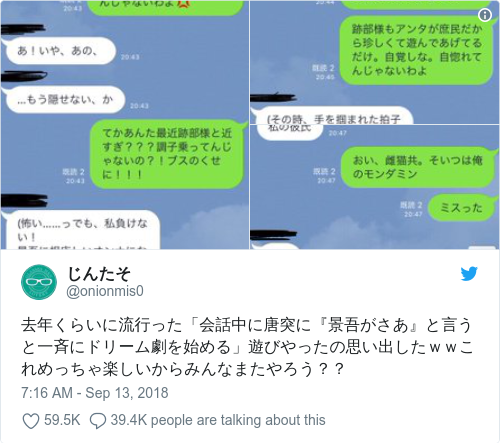 んじゃないわよ
20:43
あ！いや、あの、
20:43
…もう隠せない、か
20:43
てかあんた最近跡部様と近
すぎ？？？調子乗ってんじ
ゃないの？！ブスのくせ
に！！！
既読 2
20:43
(怖い……っでも、私負けな
い！
跡部様もアンタが庶民だか
ら珍しくて遊んであげてる
だけ。自覚しな。自惚れて
んじゃないわよ
既読 2
20:46
(その時、手を掴まれた拍子
私の彼氏
20:47
おい、雌猫共。そいつは俺
のモンダミン
既読 2
20:47
ミスった
既読 2
20:47
じんたそ
@onionmis0
去年くらいに流行った「会話中に唐突に『景吾がさあ』と言う
と一斉にドリーム劇を始める」遊びやったの思い出したｗｗこ
れめっちゃ楽しいからみんなまたやろう？？
7:16 AM - Sep 13, 2018
59.5K
39.4K people are talking about this